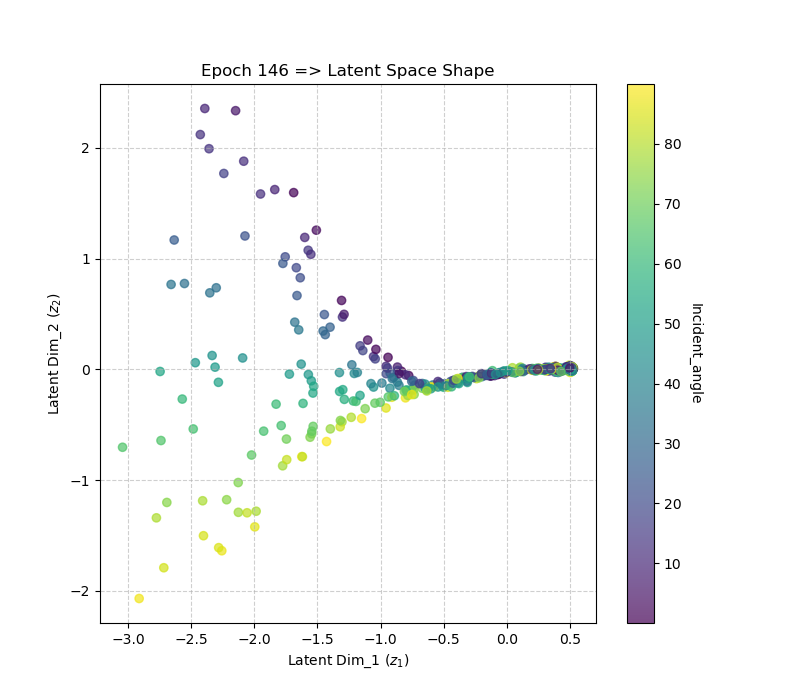 Epoch 146 => Latent Space Shape
2
1
0
−1
−2
Latent Dim_2 (z₂)
−3.0 −2.5 −2.0 −1.5 −1.0 −0.5 0.0 0.5
Latent Dim_1 (z₁)
80
70
60
50
40
30
20
10
Incident_angle